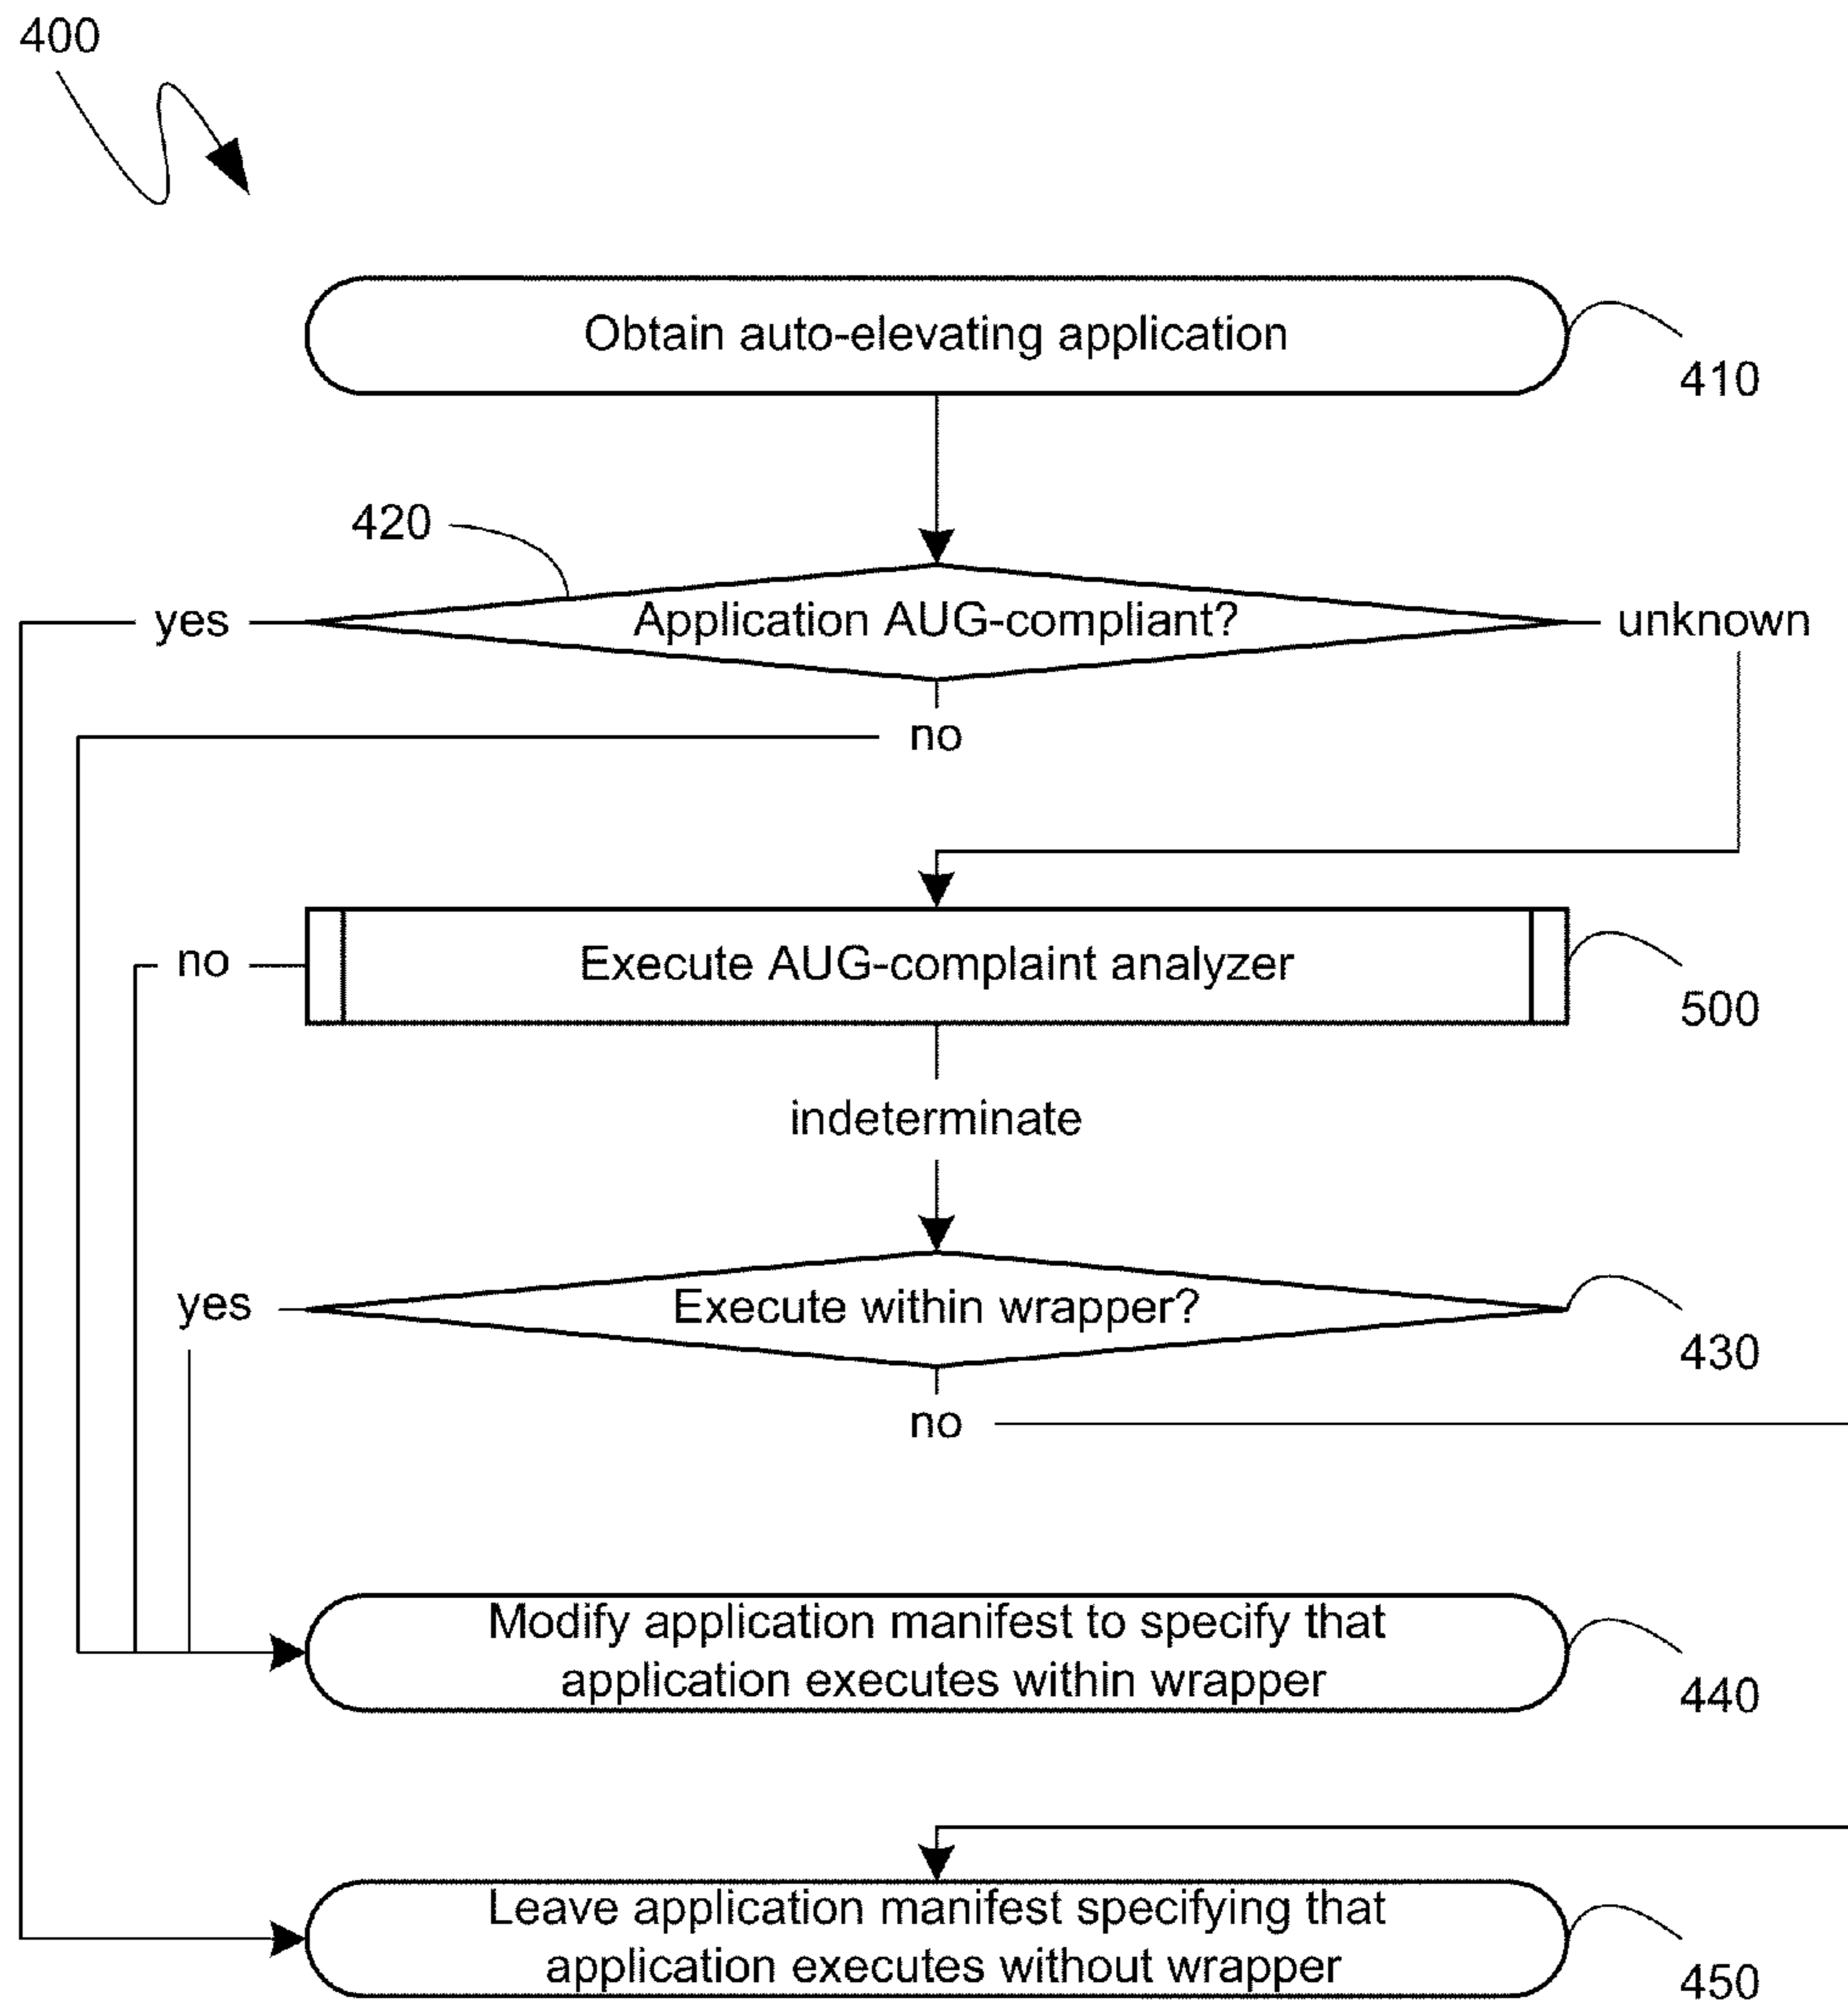 400
Obtain auto-elevating application
410
420
yes
Application AUG-compliant?
unknown
no
no
Execute AUG-complaint analyzer
500
indeterminate
yes
Execute within wrapper?
430
no
Modify application manifest to specify that
application executes within wrapper
440
Leave application manifest specifying that
application executes without wrapper
450